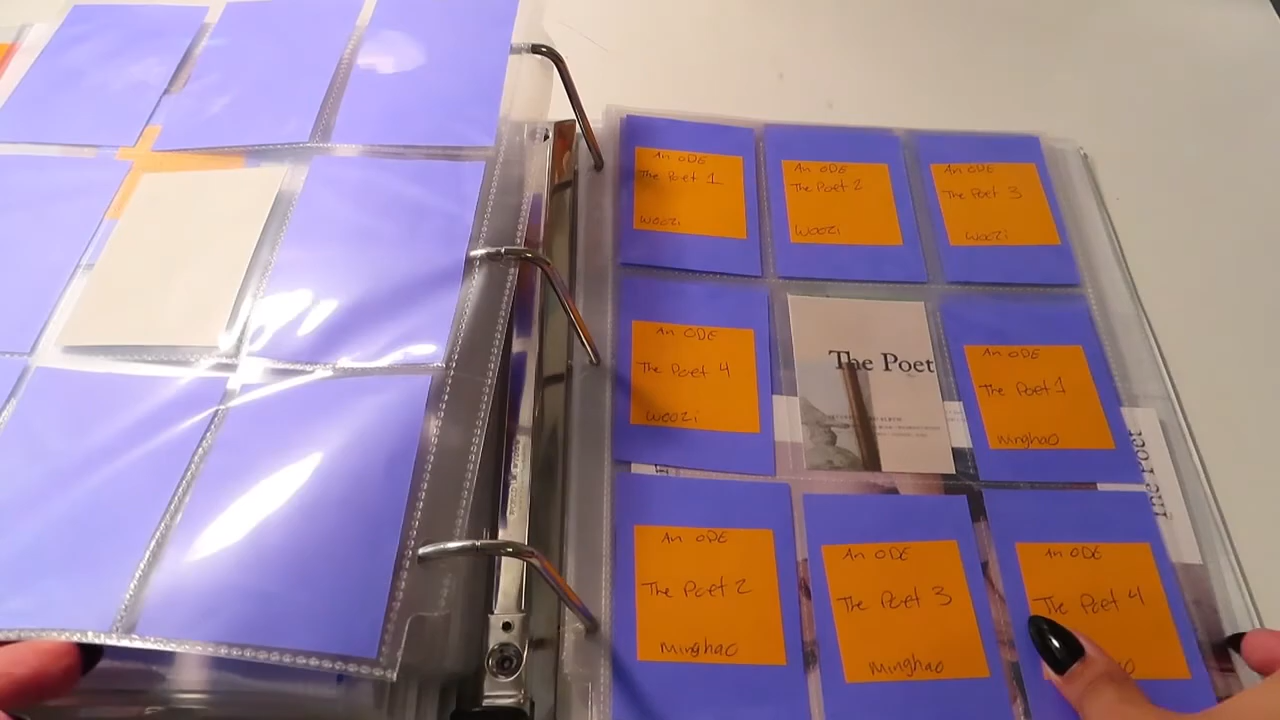 An ODE
The Poet 1
Woozi
An ODE
The Poet 2
Woozi
An ODE
The Poet 3
Woozi
An ODE
The Poet 4
Woozi
The Poet
An ODE
The Poet 1
Minghao
The Poet
An ODE
The Poet 2
Minghao
An ODE
The Poet 3
Minghao
An ODE
The Poet 4